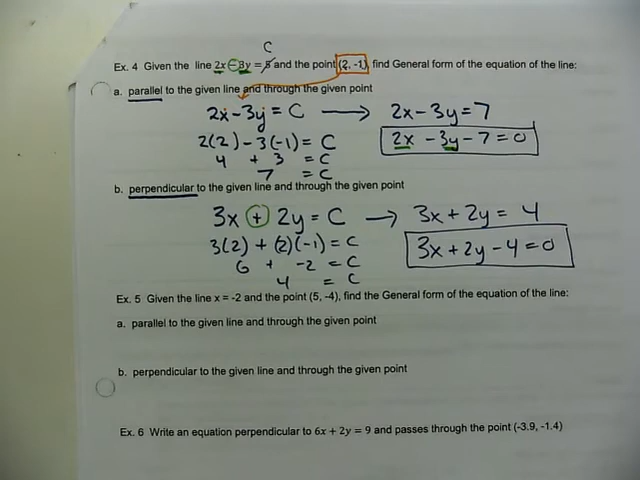 C
Ex. 4 Given the line 2x − 3y = 5 and the point (2, -1), find General form of the equation of the line:
a. parallel to the given line and through the given point
2x − 3y = C → 2x − 3y = 7
2(2) − 3(−1) = C 2x − 3y − 7 = 0
4 + 3 = C
7 = C
b. perpendicular to the given line and through the given point
3x + 2y = C → 3x + 2y = 4
3(2) + (2)(−1) = C 3x + 2y − 4 = 0
6 + −2 = C
4 = C
Ex. 5 Given the line x = -2 and the point (5, -4), find the General form of the equation of the line:
a. parallel to the given line and through the given point
b. perpendicular to the given line and through the given point
Ex. 6 Write an equation perpendicular to 6x + 2y = 9 and passes through the point (-3.9, -1.4)